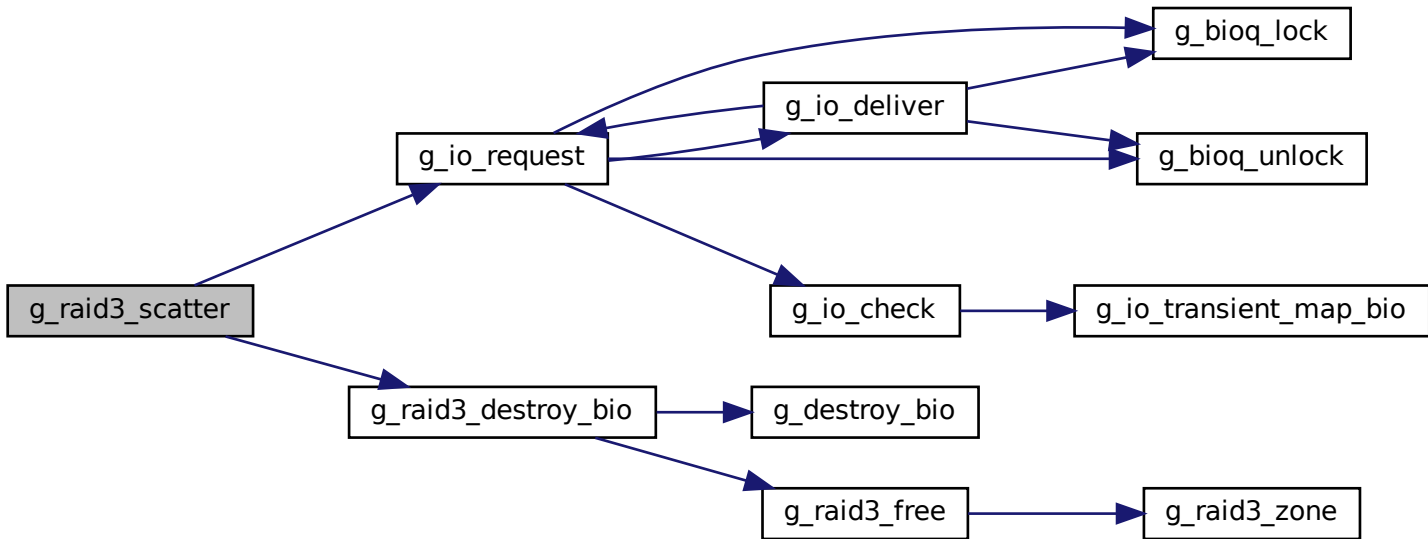 g_bioq_lock
g_io_deliver
g_io_request
g_bioq_unlock
g_raid3_scatter
g_io_check
g_io_transient_map_bio
g_raid3_destroy_bio
g_destroy_bio
g_raid3_free
g_raid3_zone